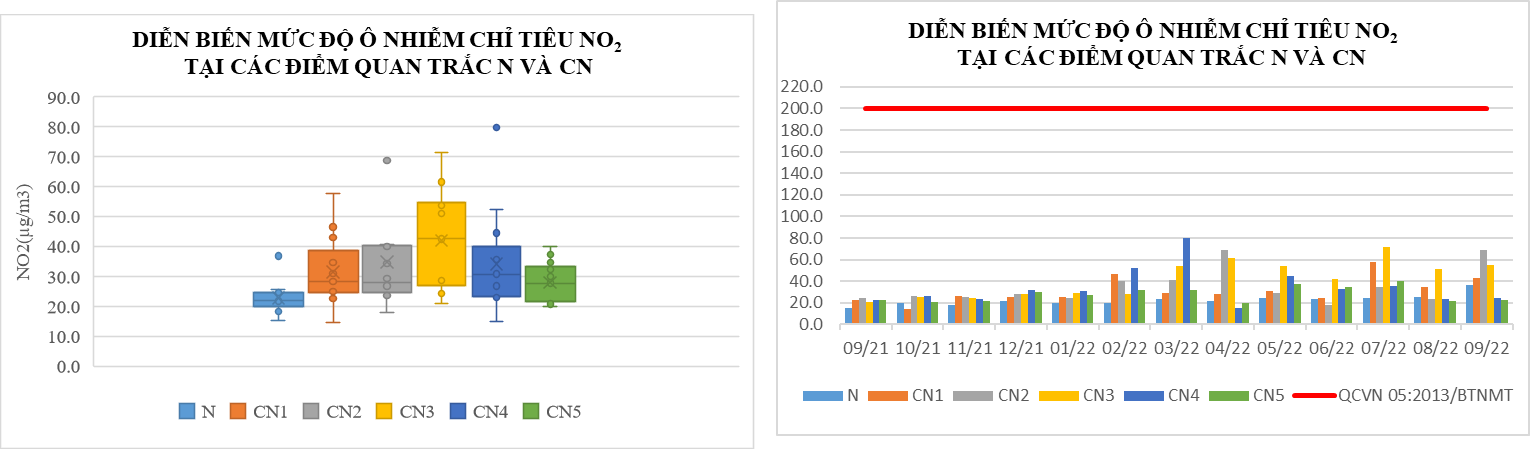 DIỄN BIẾN MỨC ĐỘ Ô NHIỄM CHỈ TIÊU NO2
TẠI CÁC ĐIỂM QUAN TRẮC N VÀ CN
NO2(µg/m3)
90.0
80.0
70.0
60.0
50.0
40.0
30.0
20.0
10.0
0.0
N CN1 CN2 CN3 CN4 CN5
DIỄN BIẾN MỨC ĐỘ Ô NHIỄM CHỈ TIÊU NO2
TẠI CÁC ĐIỂM QUAN TRẮC N VÀ CN
220.0
200.0
180.0
160.0
140.0
120.0
100.0
80.0
60.0
40.0
20.0
0.0
09/21 10/21 11/21 12/21 01/22 02/22 03/22 04/22 05/22 06/22 07/22 08/22 09/22
N CN1 CN2 CN3 CN4 CN5 QCVN 05:2013/BTNMT